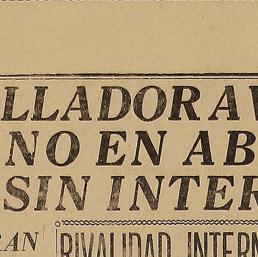 LLADORA V
NO EN AB
SIN INTER
RAN
RIVALIDAD INTERN